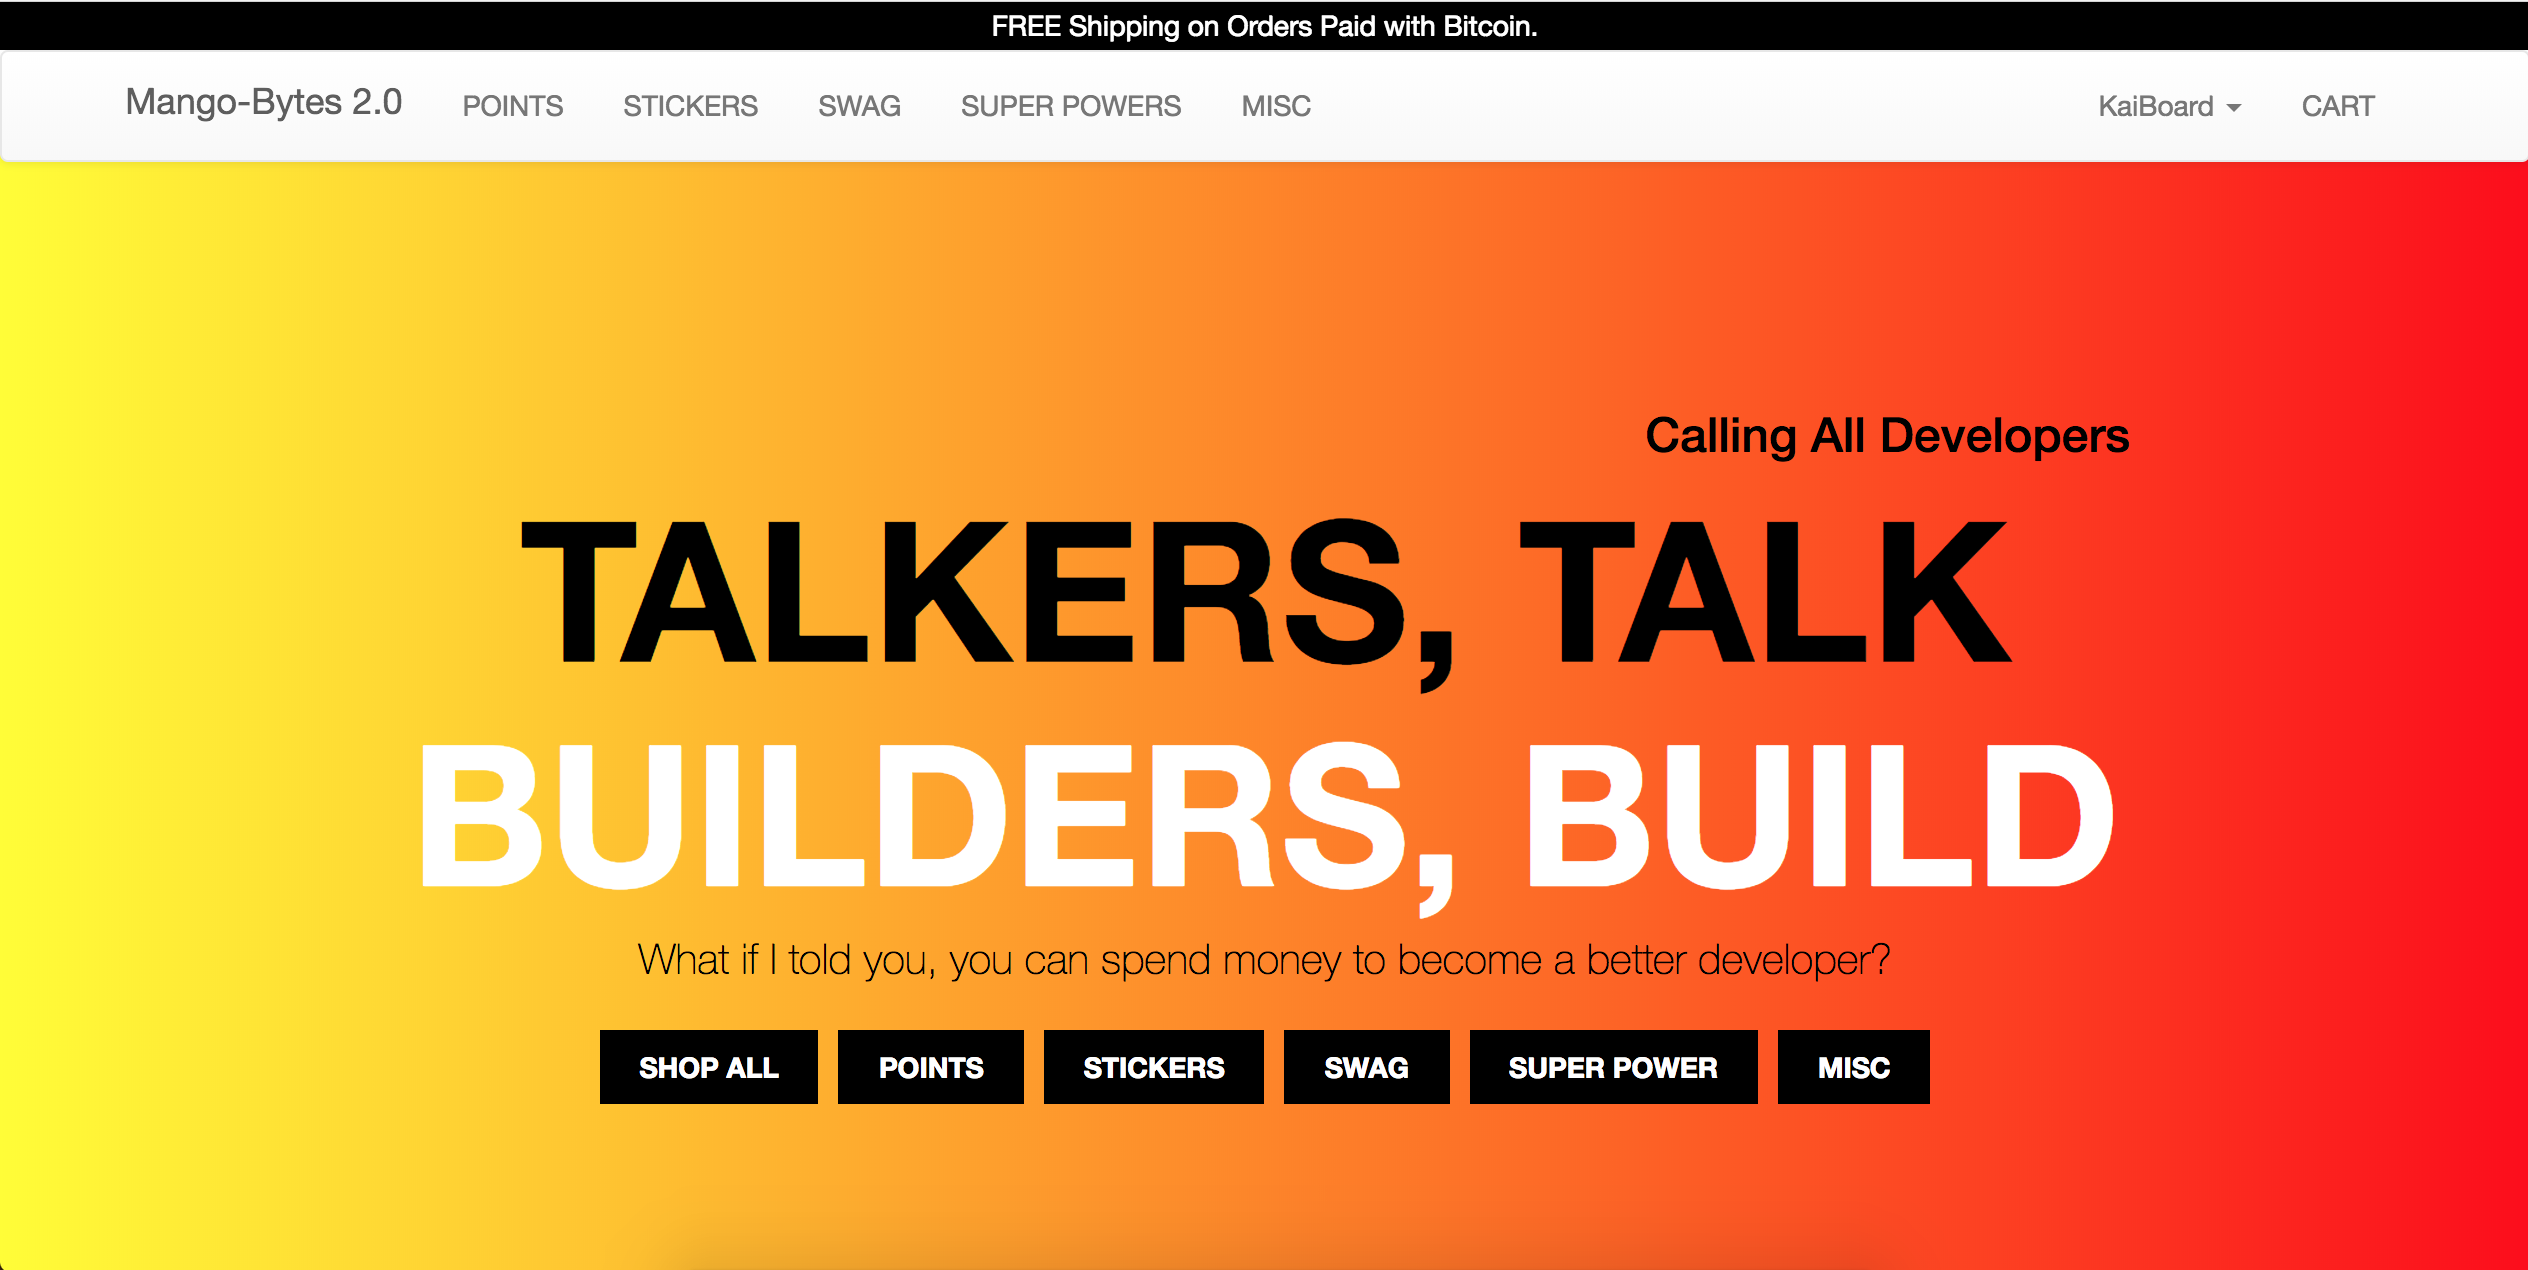 FREE Shipping on Orders Paid with Bitcoin.
Mango-Bytes 2.0 POINTS STICKERS SWAG SUPER POWERS MISC KaiBoard CART
Calling All Developers
TALKERS, TALK
BUILDERS, BUILD
What if I told you, you can spend money to become a better developer?
SHOP ALL POINTS STICKERS SWAG SUPER POWER MISC